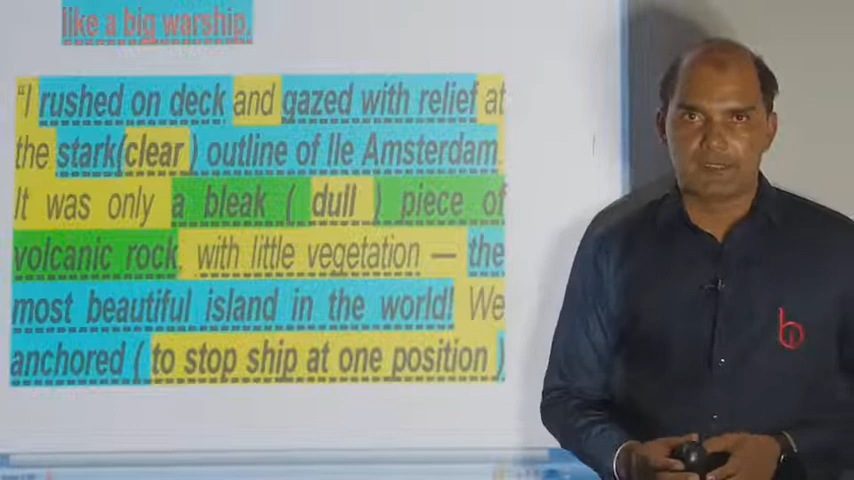 like a big warship.
“I rushed on deck and gazed with relief at
the stark(clear ) outline of Ile Amsterdam.
It was only a bleak ( dull ) piece of
volcanic rock, with little vegetation — the
most beautiful island in the world! We
anchored ( to stop ship at one position )